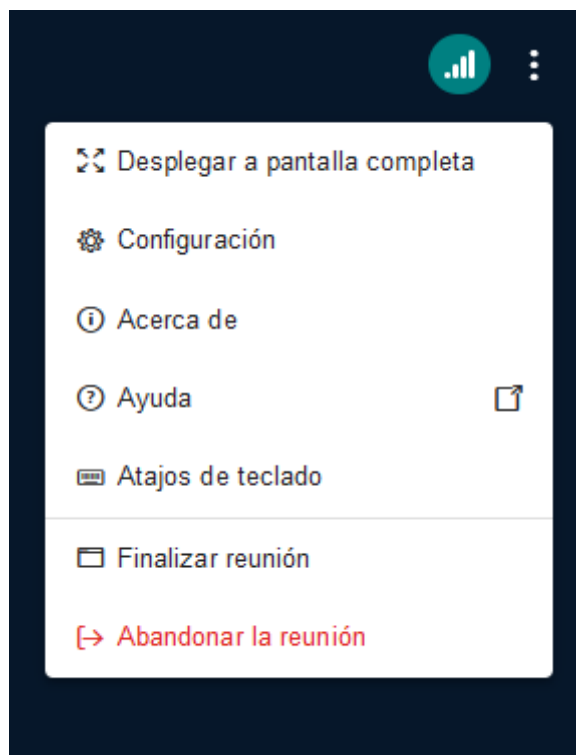 Desplegar a pantalla completa
Configuración
Acerca de
Ayuda
Atajos de teclado
Finalizar reunión
Abandonar la reunión